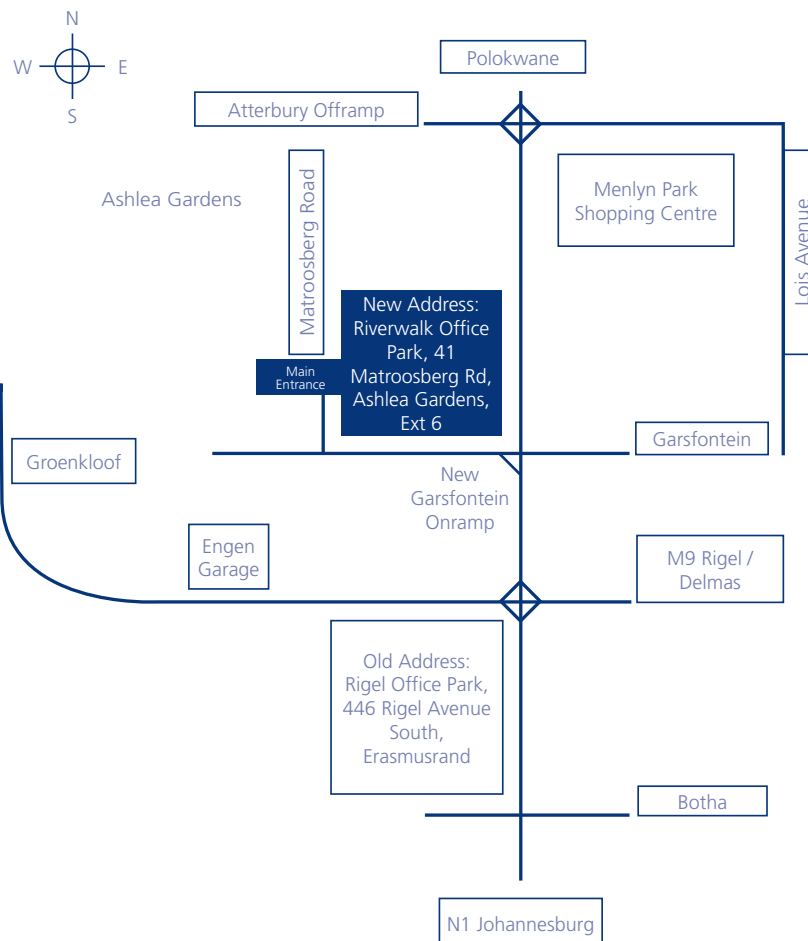 N
W
E
S
Polokwane
Atterbury Offramp
Ashlea Gardens
Matroosberg Road
Menlyn Park
Shopping Centre
Lois Avenue
New Address:
Riverwalk Office
Park, 41
Matroosberg Rd,
Ashlea Gardens,
Ext 6
Main
Entrance
Groenkloof
Garsfontein
New
Garsfontein
Onramp
Engen
Garage
M9 Rigel /
Delmas
Old Address:
Rigel Office Park,
446 Rigel Avenue
South,
Erasmusrand
Botha
N1 Johannesburg